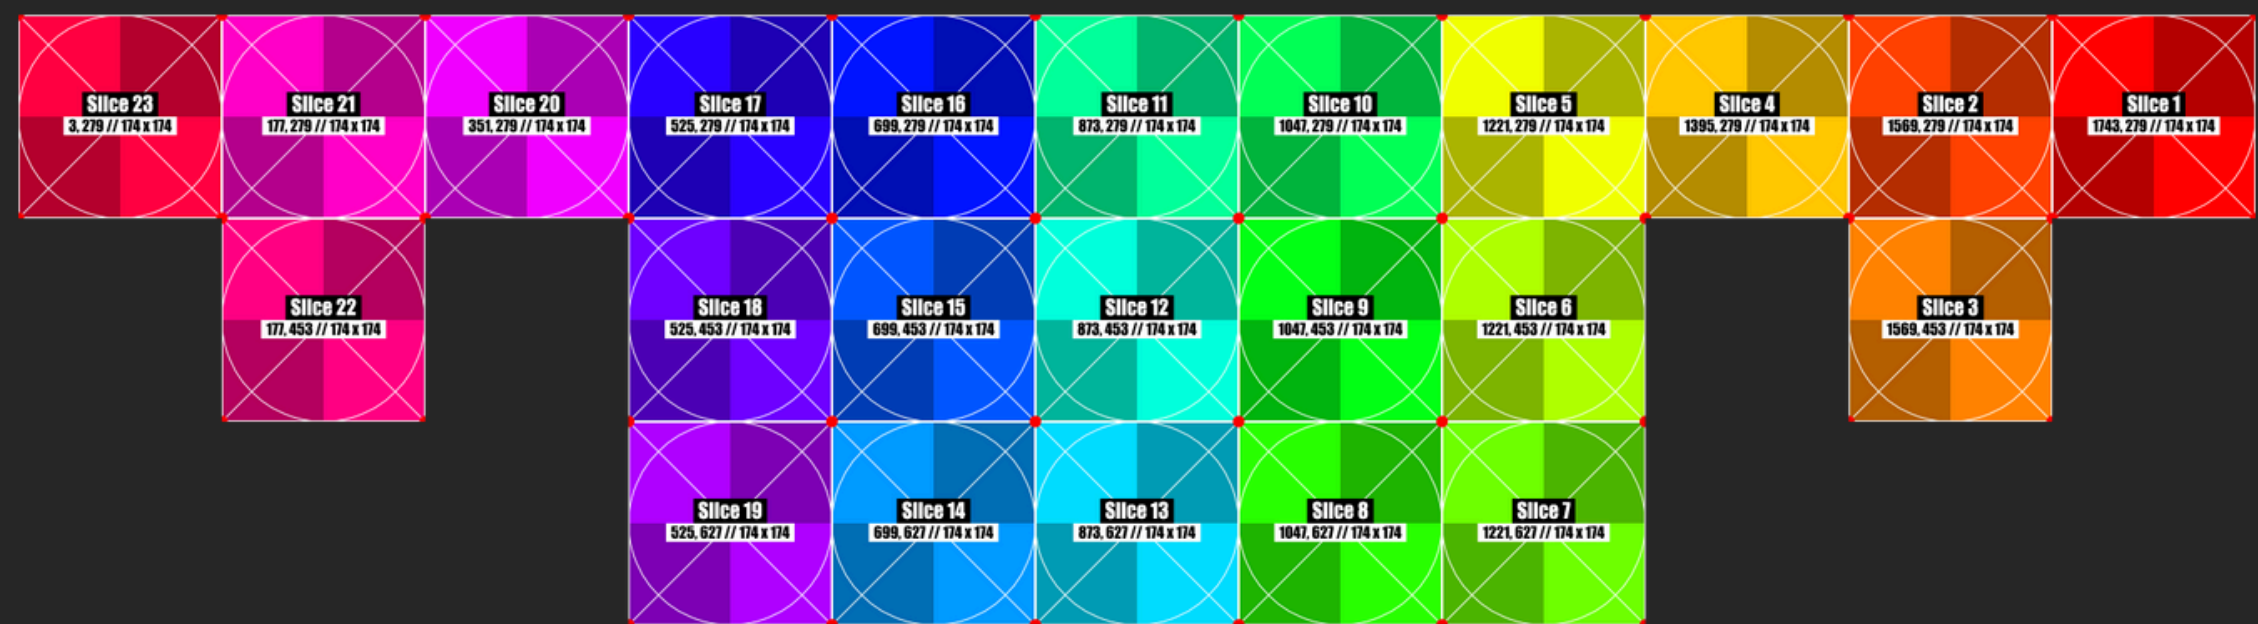 Slice 23
3, 279 // 174 x 174
Slice 21
177, 279 // 174 x 174
Slice 20
351, 279 // 174 x 174
Slice 17
525, 279 // 174 x 174
Slice 16
699, 279 // 174 x 174
Slice 11
873, 279 // 174 x 174
Slice 10
1047, 279 // 174 x 174
Slice 5
1221, 279 // 174 x 174
Slice 4
1395, 279 // 174 x 174
Slice 2
1569, 279 // 174 x 174
Slice 1
1743, 279 // 174 x 174
Slice 22
177, 453 // 174 x 174
Slice 18
525, 453 // 174 x 174
Slice 15
699, 453 // 174 x 174
Slice 12
873, 453 // 174 x 174
Slice 9
1047, 453 // 174 x 174
Slice 6
1221, 453 // 174 x 174
Slice 3
1569, 453 // 174 x 174
Slice 19
525, 627 // 174 x 174
Slice 14
699, 627 // 174 x 174
Slice 13
873, 627 // 174 x 174
Slice 8
1047, 627 // 174 x 174
Slice 7
1221, 627 // 174 x 174